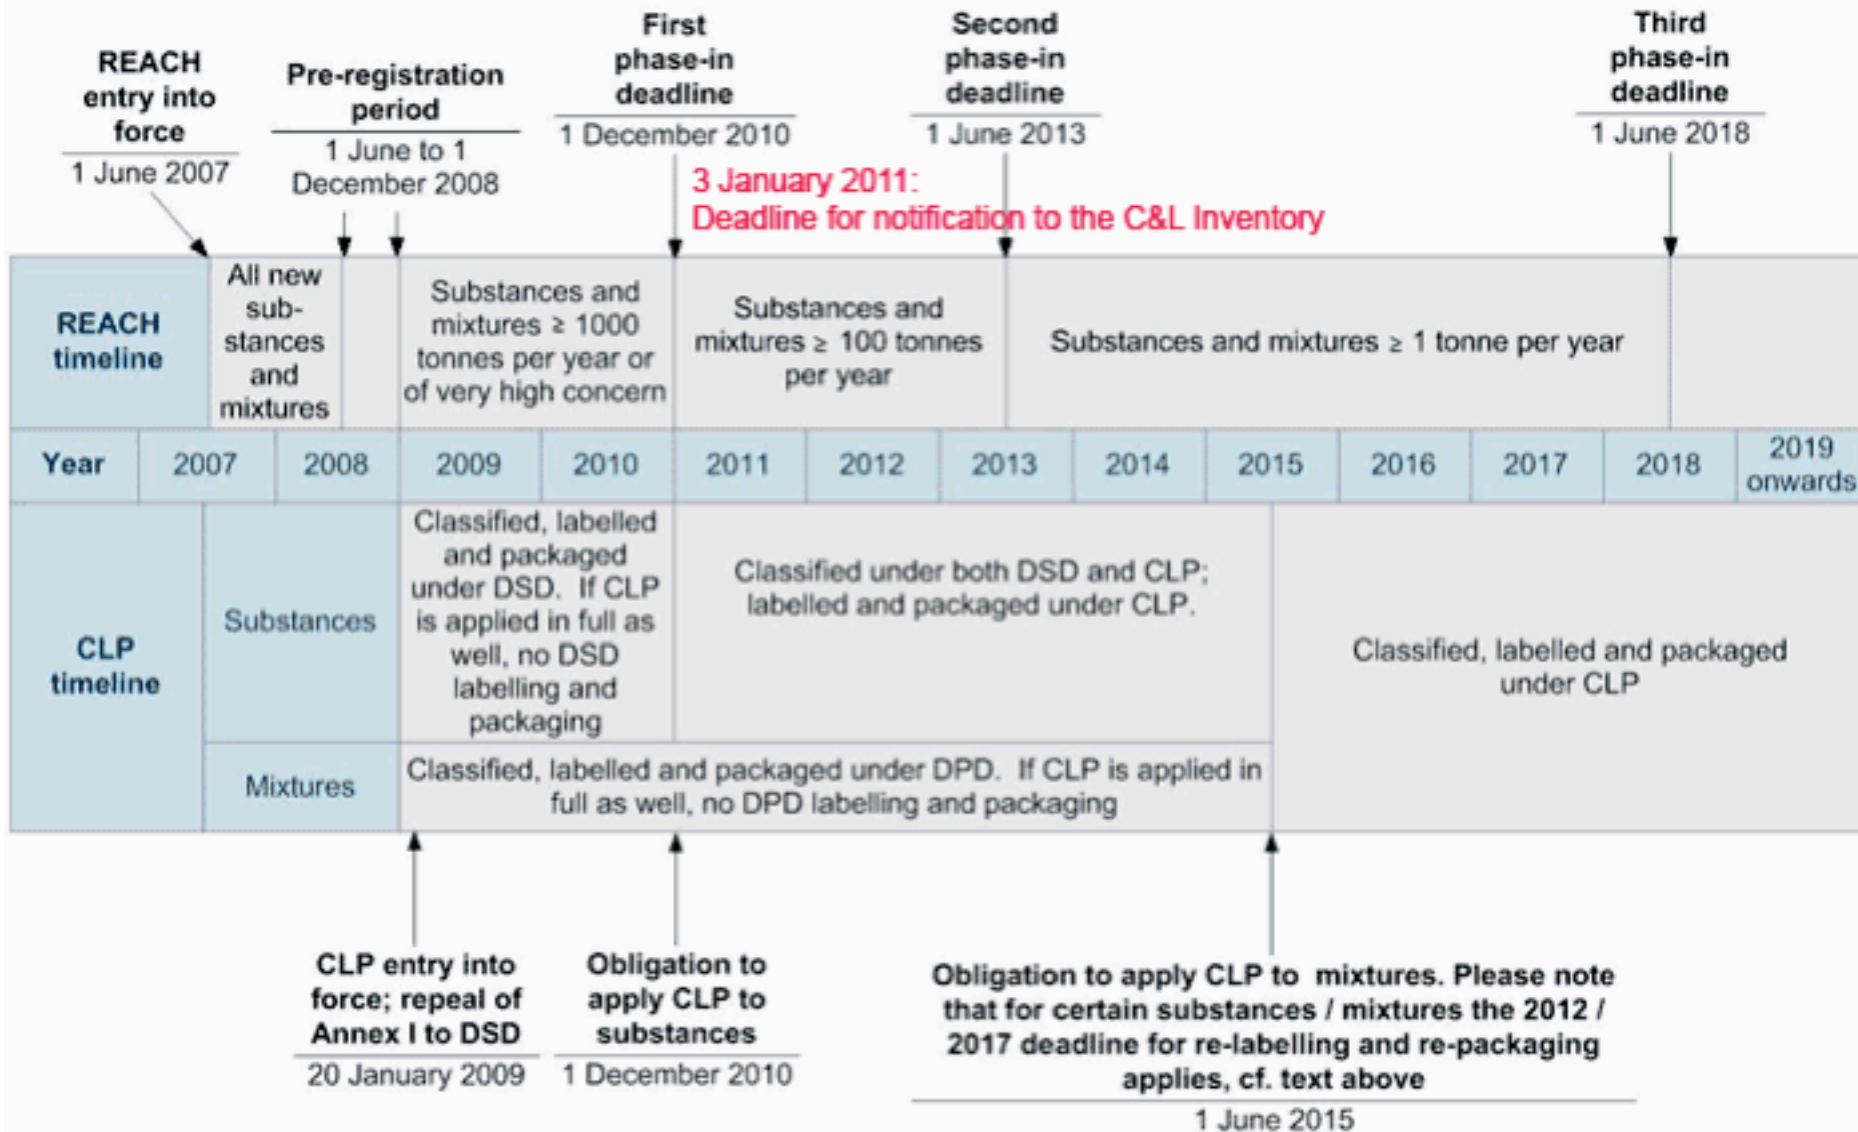 REACH
entry into
force
1 June 2007
Pre-registration
period
1 June to 1
December 2008
First
phase-in
deadline
1 December 2010
Second
phase-in
deadline
1 June 2013
Third
phase-in
deadline
1 June 2018
3 January 2011:
Deadline for notification to the C&L Inventory
REACH
timeline
All new
sub-
stances
and
mixtures
Substances and
mixtures ≥ 1000
tonnes per year or
of very high concern
Substances and
mixtures ≥ 100 tonnes
per year
Substances and mixtures ≥ 1 tonne per year
Year
2007
2008
2009
2010
2011
2012
2013
2014
2015
2016
2017
2018
2019
onwards
CLP
timeline
Substances
Classified, labelled
and packaged
under DSD. If CLP
is applied in full as
well, no DSD
labelling and
packaging
Classified under both DSD and CLP;
labelled and packaged under CLP.
Classified, labelled and packaged
under CLP
Mixtures
Classified, labelled and packaged under DPD. If CLP is applied in
full as well, no DPD labelling and packaging
CLP entry into
force; repeal of
Annex I to DSD
20 January 2009
Obligation to
apply CLP to
substances
1 December 2010
Obligation to apply CLP to mixtures. Please note
that for certain substances / mixtures the 2012 /
2017 deadline for re-labelling and re-packaging
applies, cf. text above
1 June 2015